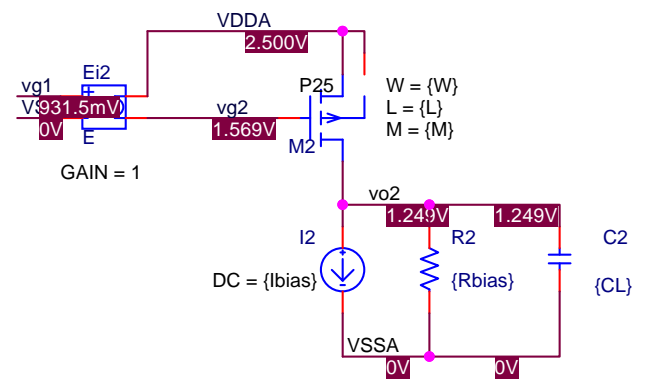 VDDA
2.500V
Ei2
vg1
P25
W = {W}
L = {L}
M = {M}
931.5mV
vg2
0V
E
1.569V
M2
GAIN = 1
vo2
1.249V
1.249V
I2
R2
C2
DC = {Ibias}
{Rbias}
{CL}
VSSA
0V
0V